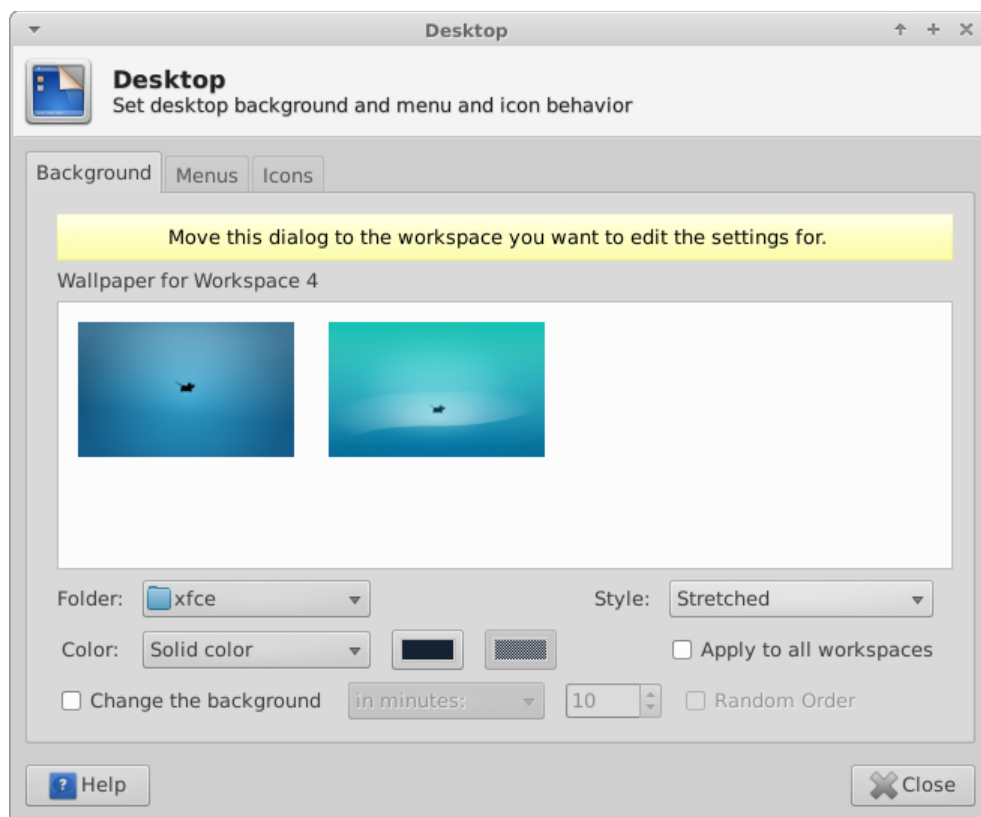 Desktop
Desktop
Set desktop background and menu and icon behavior
Background Menus Icons
Move this dialog to the workspace you want to edit the settings for.
Wallpaper for Workspace 4
Folder: xfce Style: Stretched
Color: Solid color Apply to all workspaces
Change the background in minutes: 10 Random Order
? Help Close